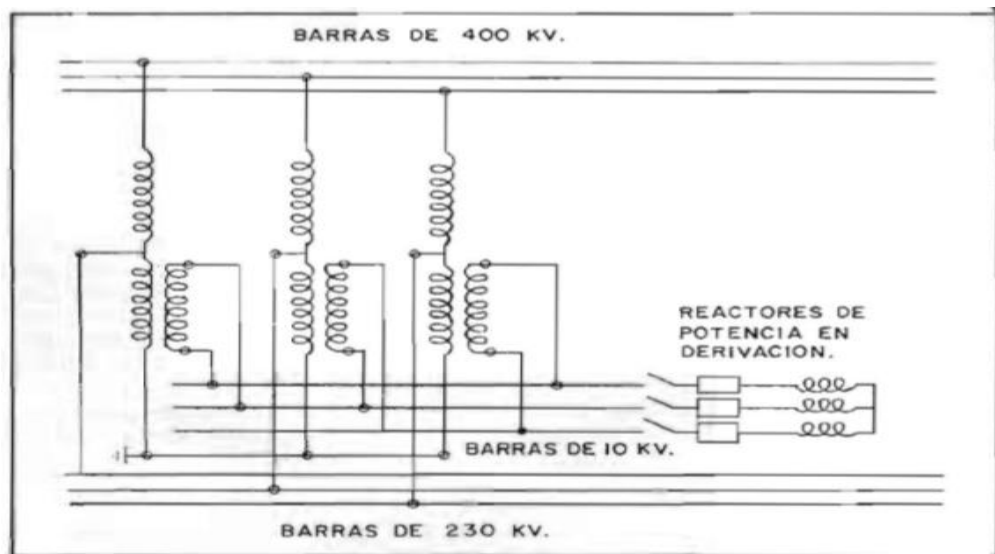 BARRAS DE 400 KV.
REACTORES DE
POTENCIA EN
DERIVACION.
BARRAS DE 10 KV.
BARRAS DE 230 KV.